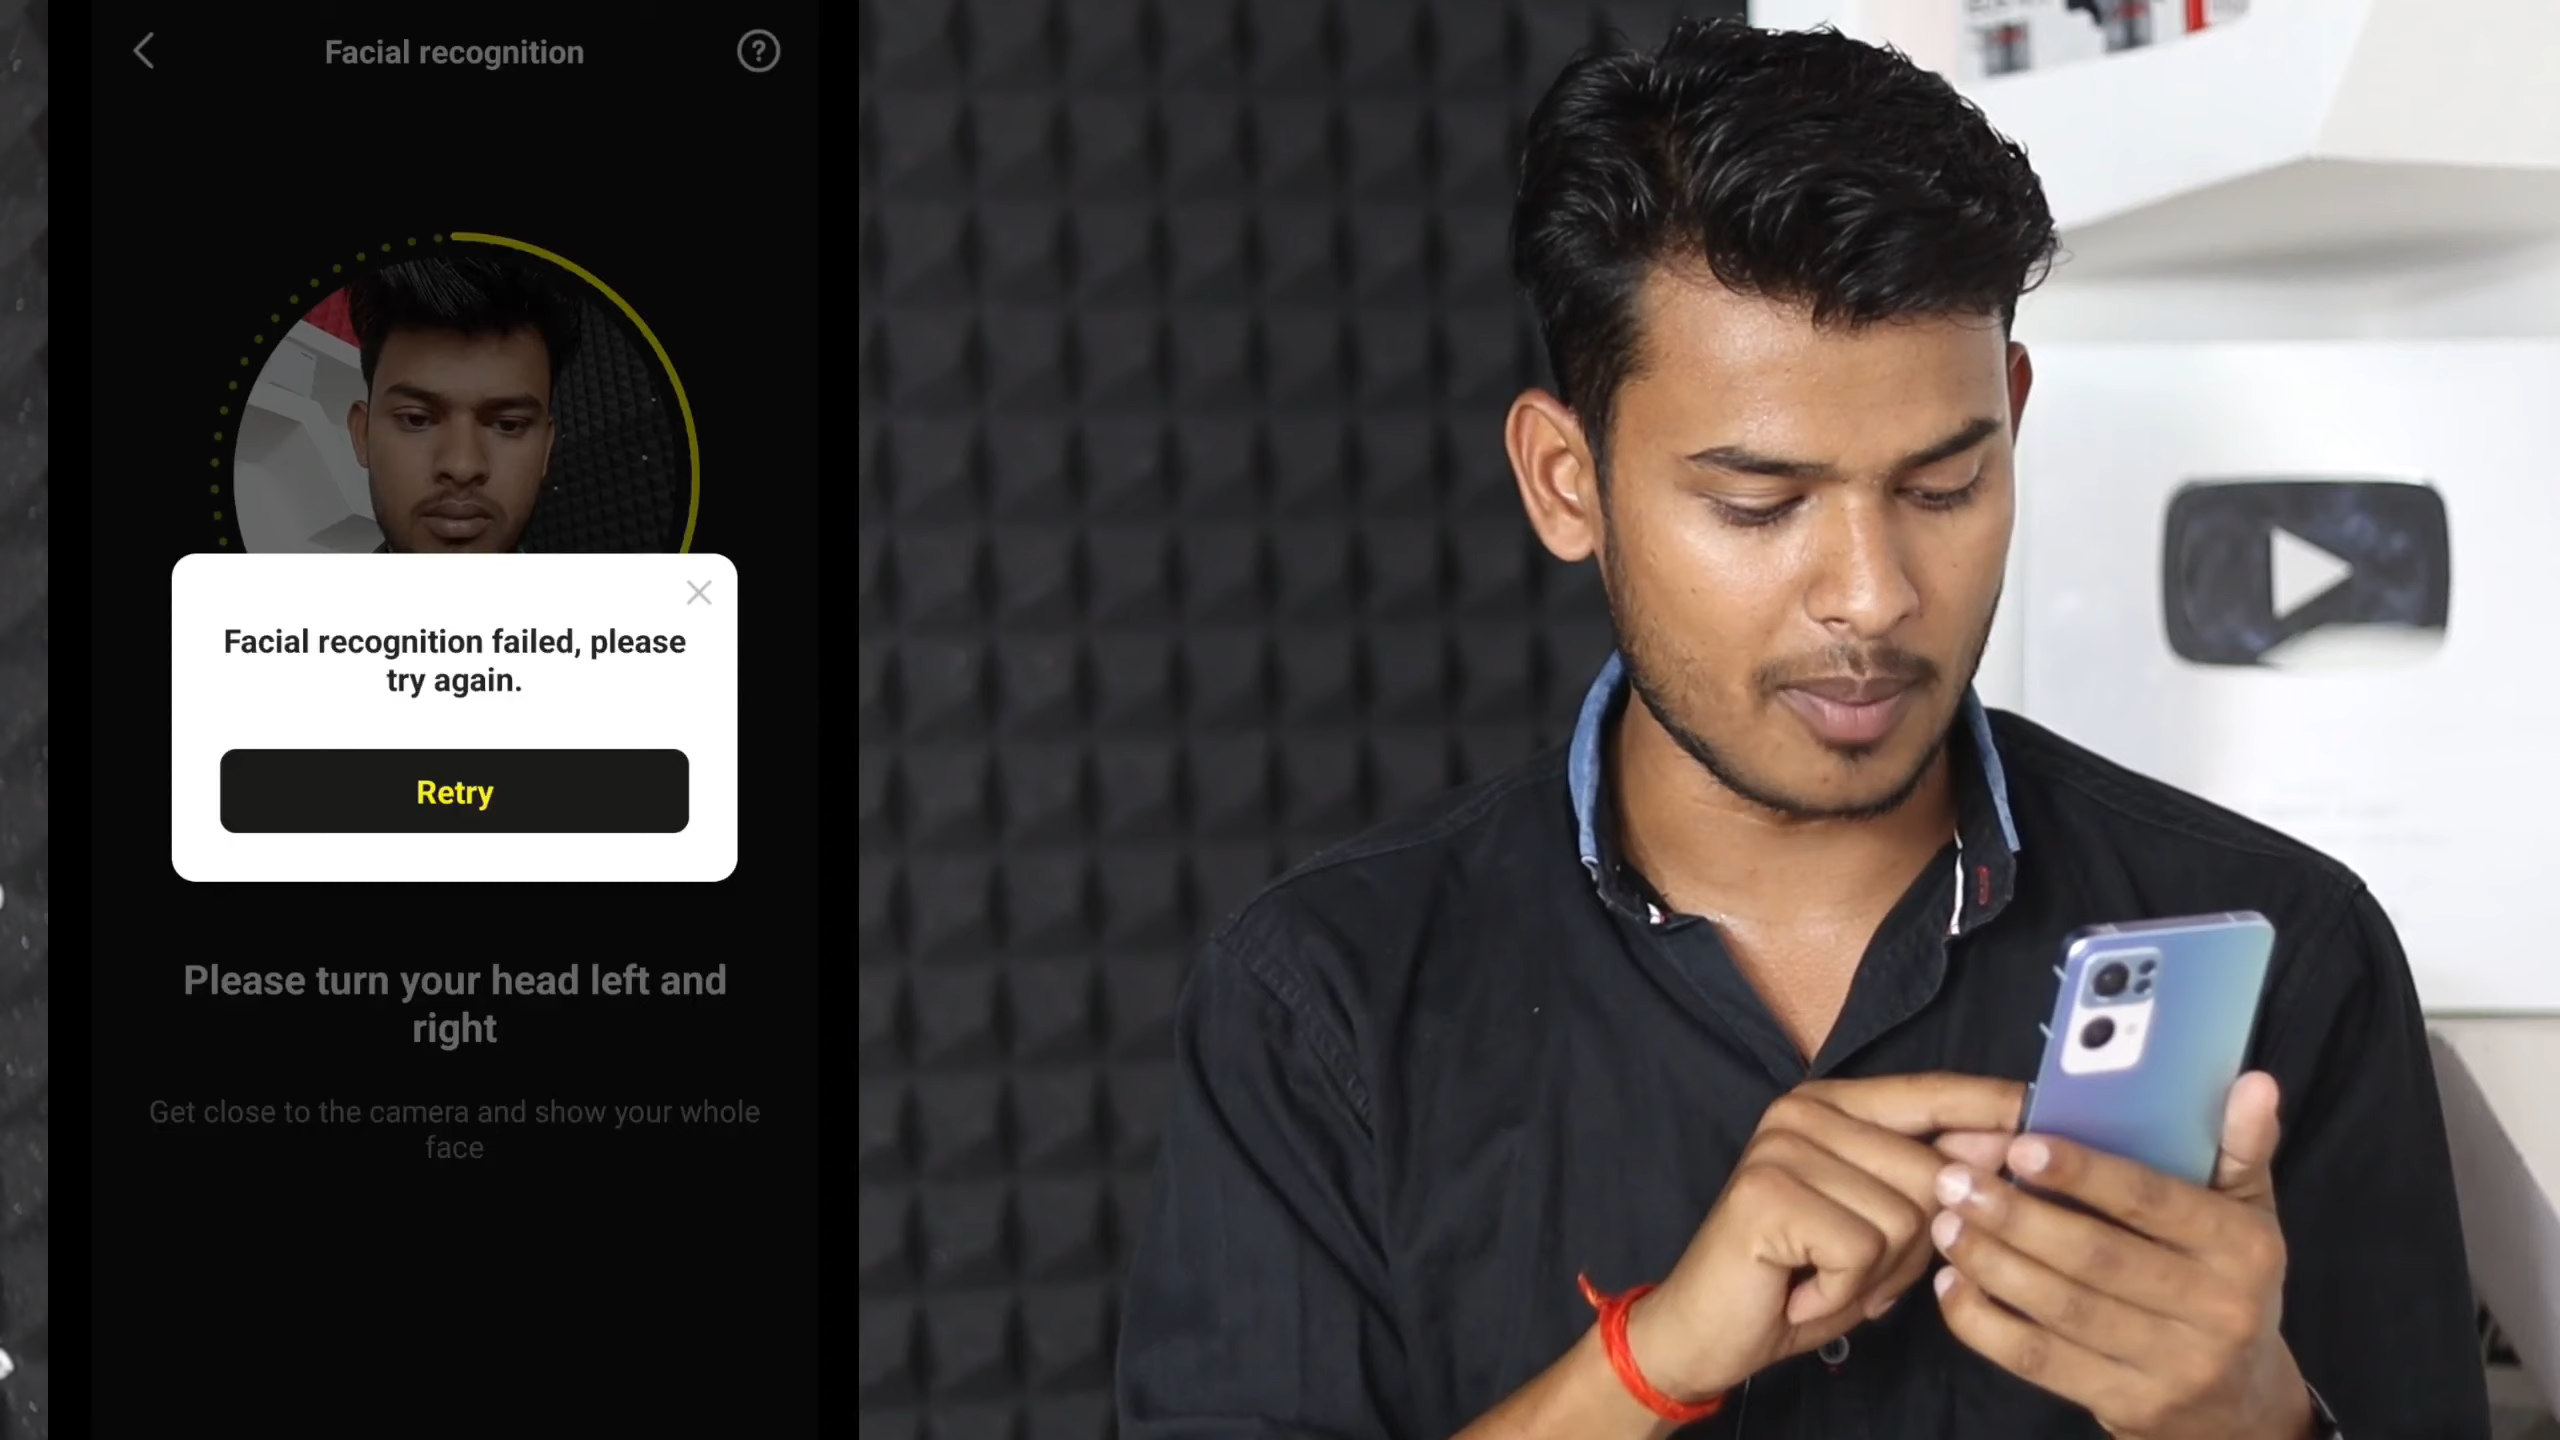 Facial recognition
Facial recognition failed, please
try again.
Retry
Please turn your head left and
right
Get close to the camera and show your whole
face